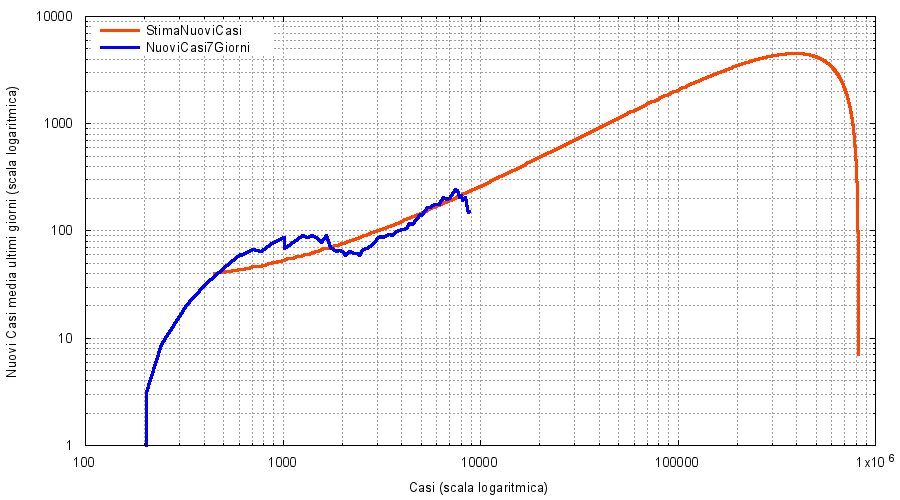 10000
StimaNuoviCasi
NuoviCasi7Giorni
1000
100
10
1
Nuovi Casi media ultimi giorni (scala logaritmica)
100 1000 10000 100000 1x10 6
Casi (scala logaritmica)